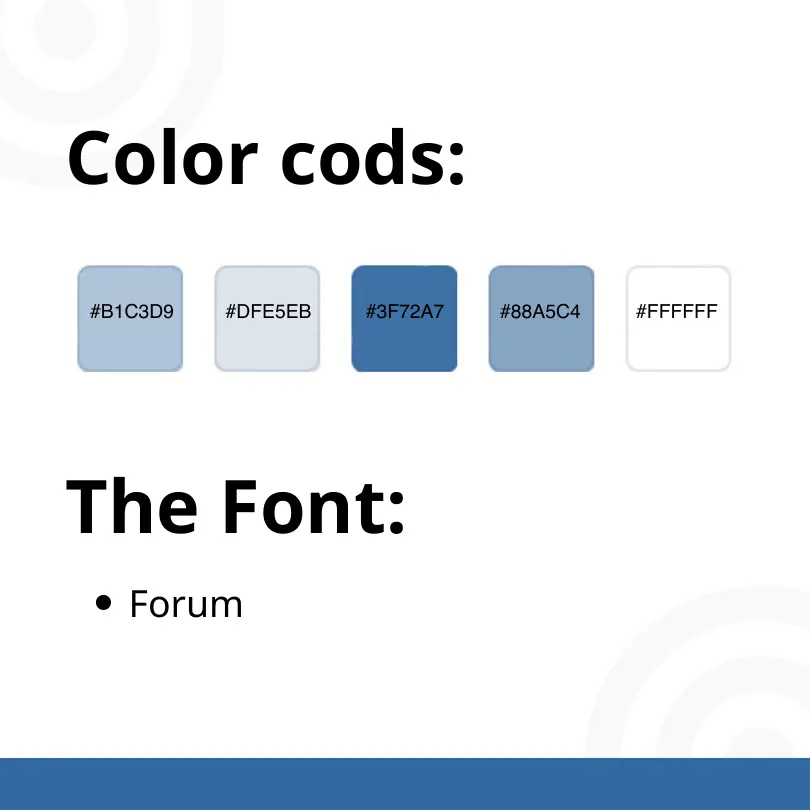 Color cods:
#B1C3D9 #DFE5EB #3F72A7 #88A5C4 #FFFFFF
The Font:
• Forum